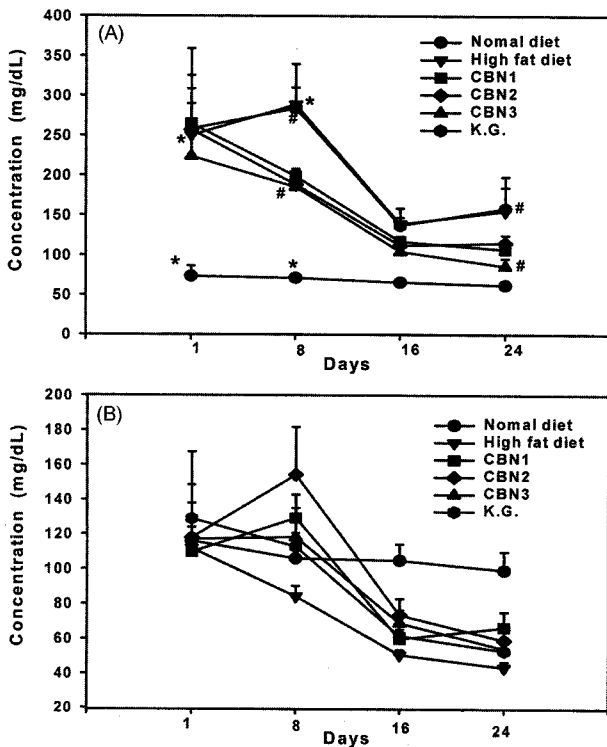 (A)
Concentration (mg/dL)
400
350
300
250
200
150
100
50
0
Nomal diet
High fat diet
CBN1
CBN2
CBN3
K.G.
*
*
#
*
#
*
#
#
1 8 16 24
Days
(B)
Concentration (mg/dL)
200
180
160
140
120
100
80
60
40
20
Nomal diet
High fat diet
CBN1
CBN2
CBN3
K.G.
1 8 16 24
Days